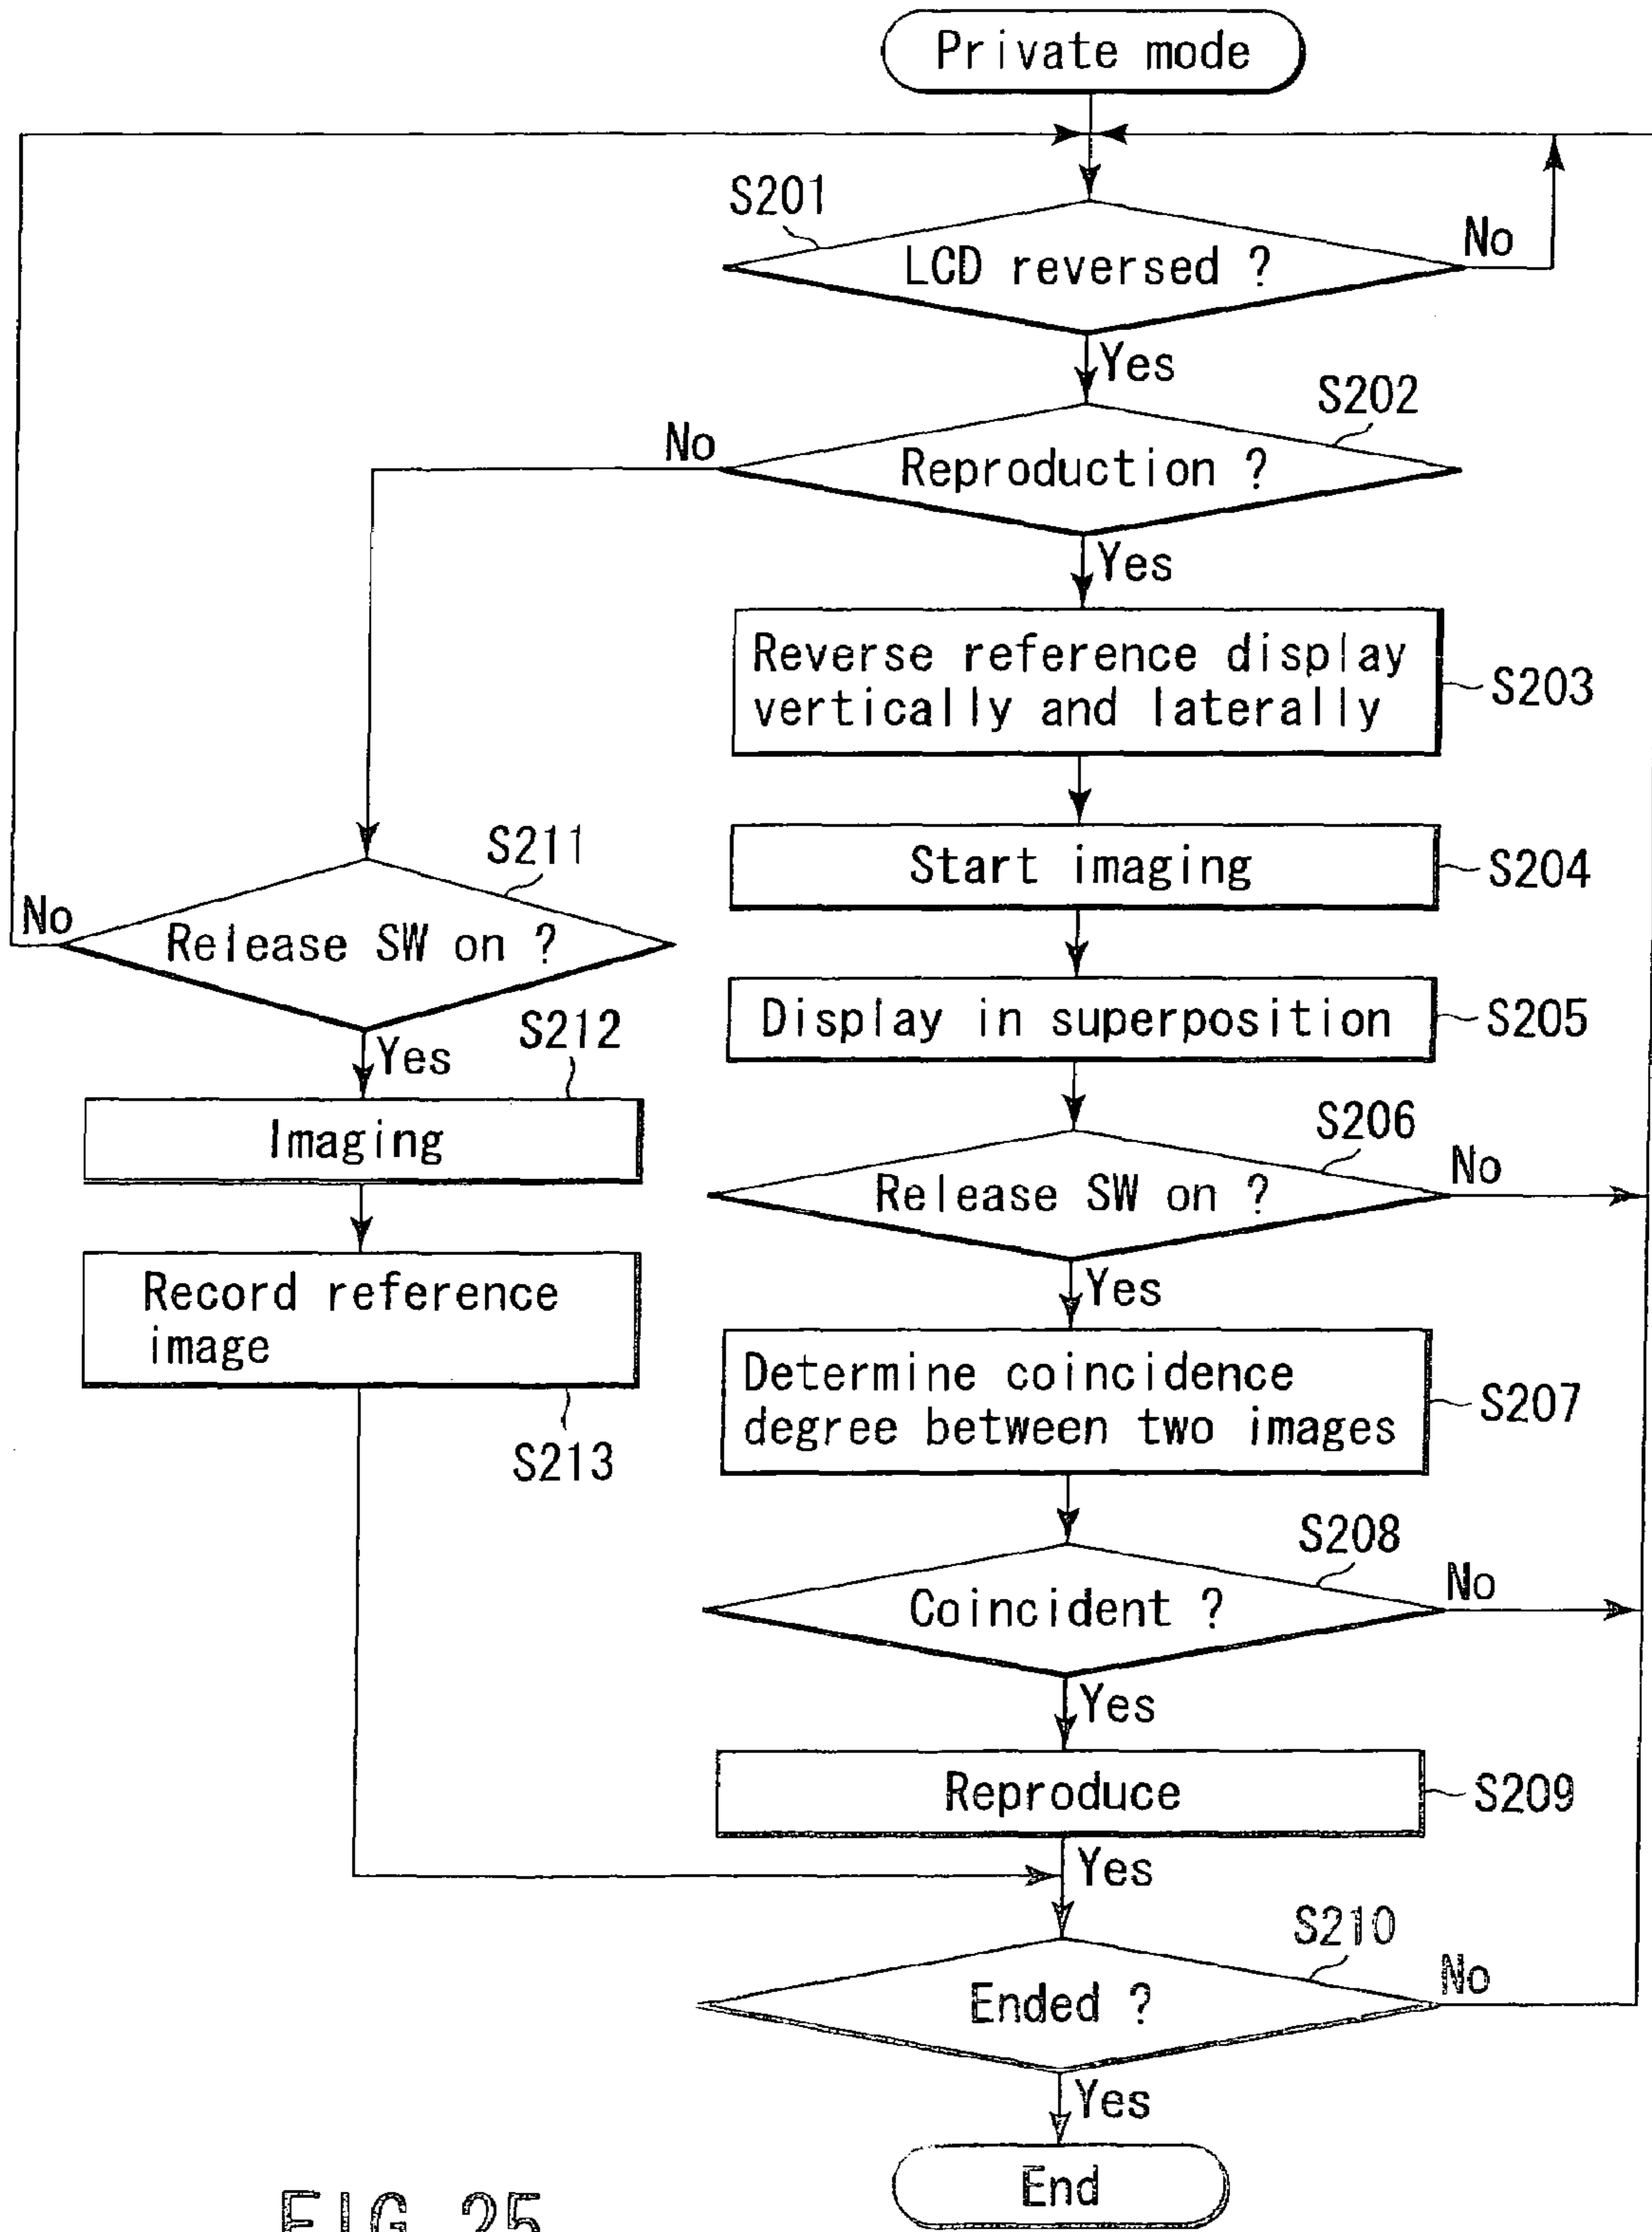 Private mode
S201
LCD reversed ?
No
Yes
S202
No
Reproduction ?
Yes
Reverse reference display
vertically and laterally
S203
Start imaging
S204
S211
No
Release SW on ?
Display in superposition
S205
Yes
S212
Imaging
S206
Release SW on ?
No
Yes
Record reference
image
S213
Determine coincidence
degree between two images
S207
S208
Coincident ?
No
Yes
Reproduce
S209
Yes
S210
Ended ?
No
Yes
End
FIG. 25